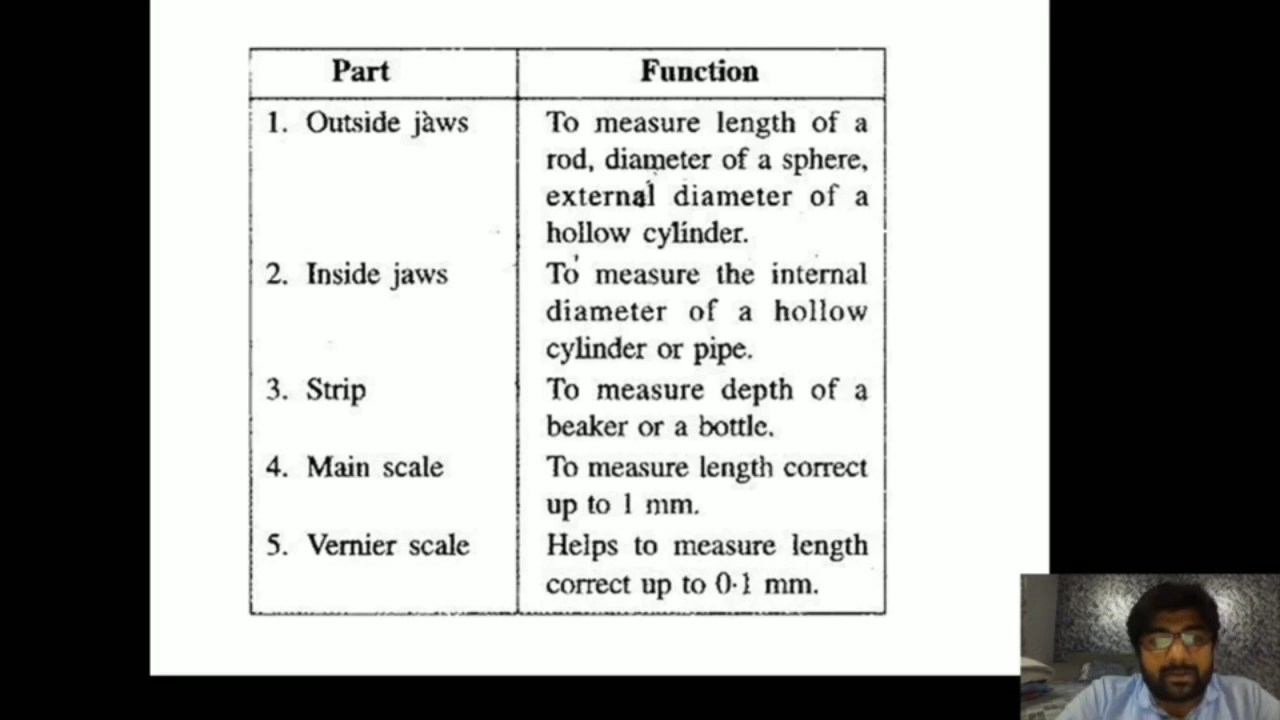 Part Function
1. Outside jaws To measure length of a
rod, diameter of a sphere,
external diameter of a
hollow cylinder.
2. Inside jaws To measure the internal
diameter of a hollow
cylinder or pipe.
3. Strip To measure depth of a
beaker or a bottle.
4. Main scale To measure length correct
up to 1 mm.
5. Vernier scale Helps to measure length
correct up to 0·1 mm.